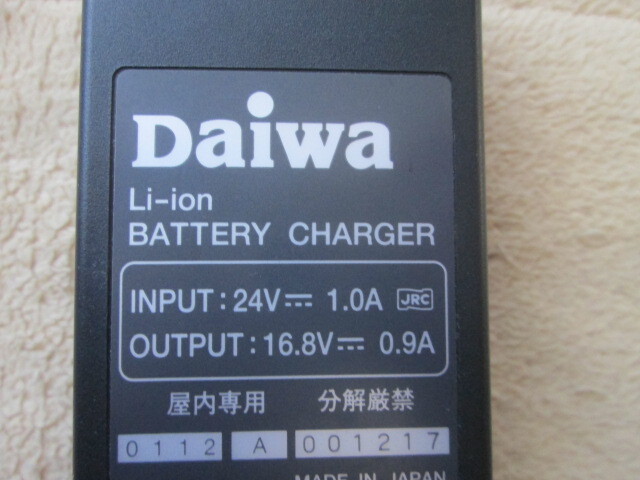 Daiwa
Li-ion
BATTERY CHARGER
INPUT : 24V⎓ 1.0A JRC
OUTPUT : 16.8V⎓ 0.9A
屋内専用 分解厳禁
0112 A 001217
MADE IN JAPAN